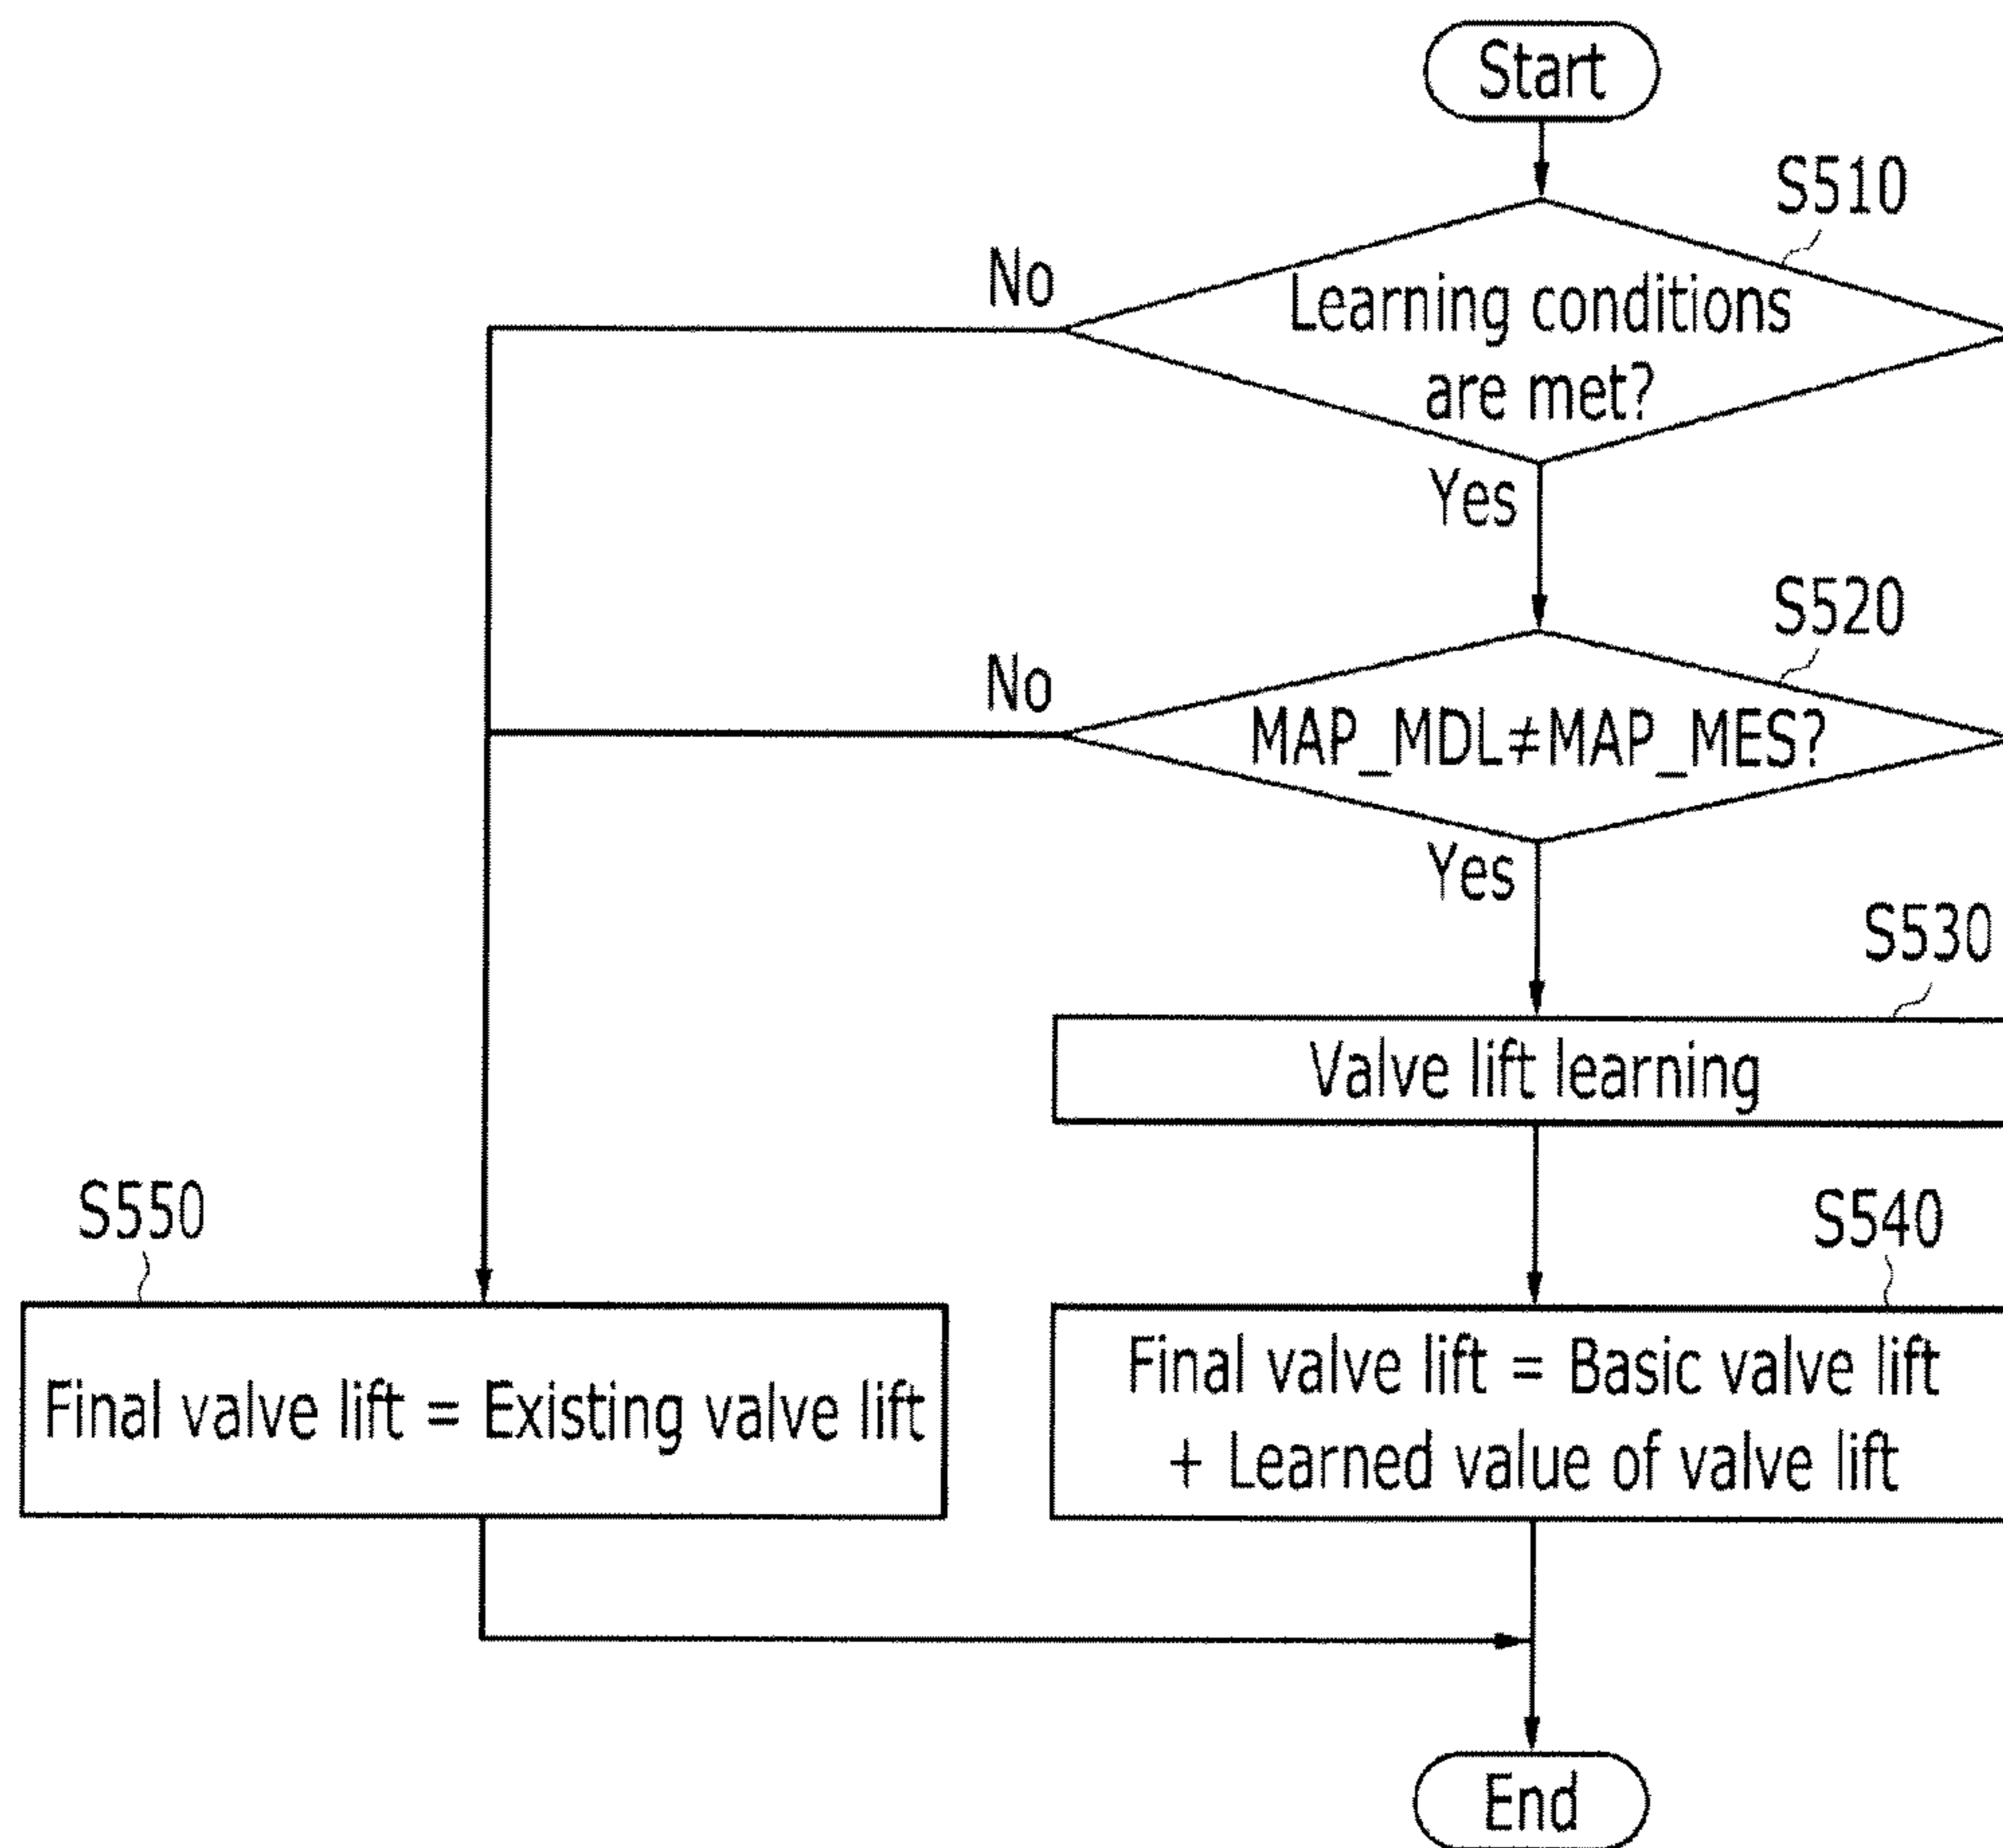 Start
S510
No
Learning conditions
are met?
Yes
S520
No
MAP_MDL≠MAP_MES?
Yes
S530
Valve lift learning
S550
S540
Final valve lift = Existing valve lift
Final valve lift = Basic valve lift
+ Learned value of valve lift
End